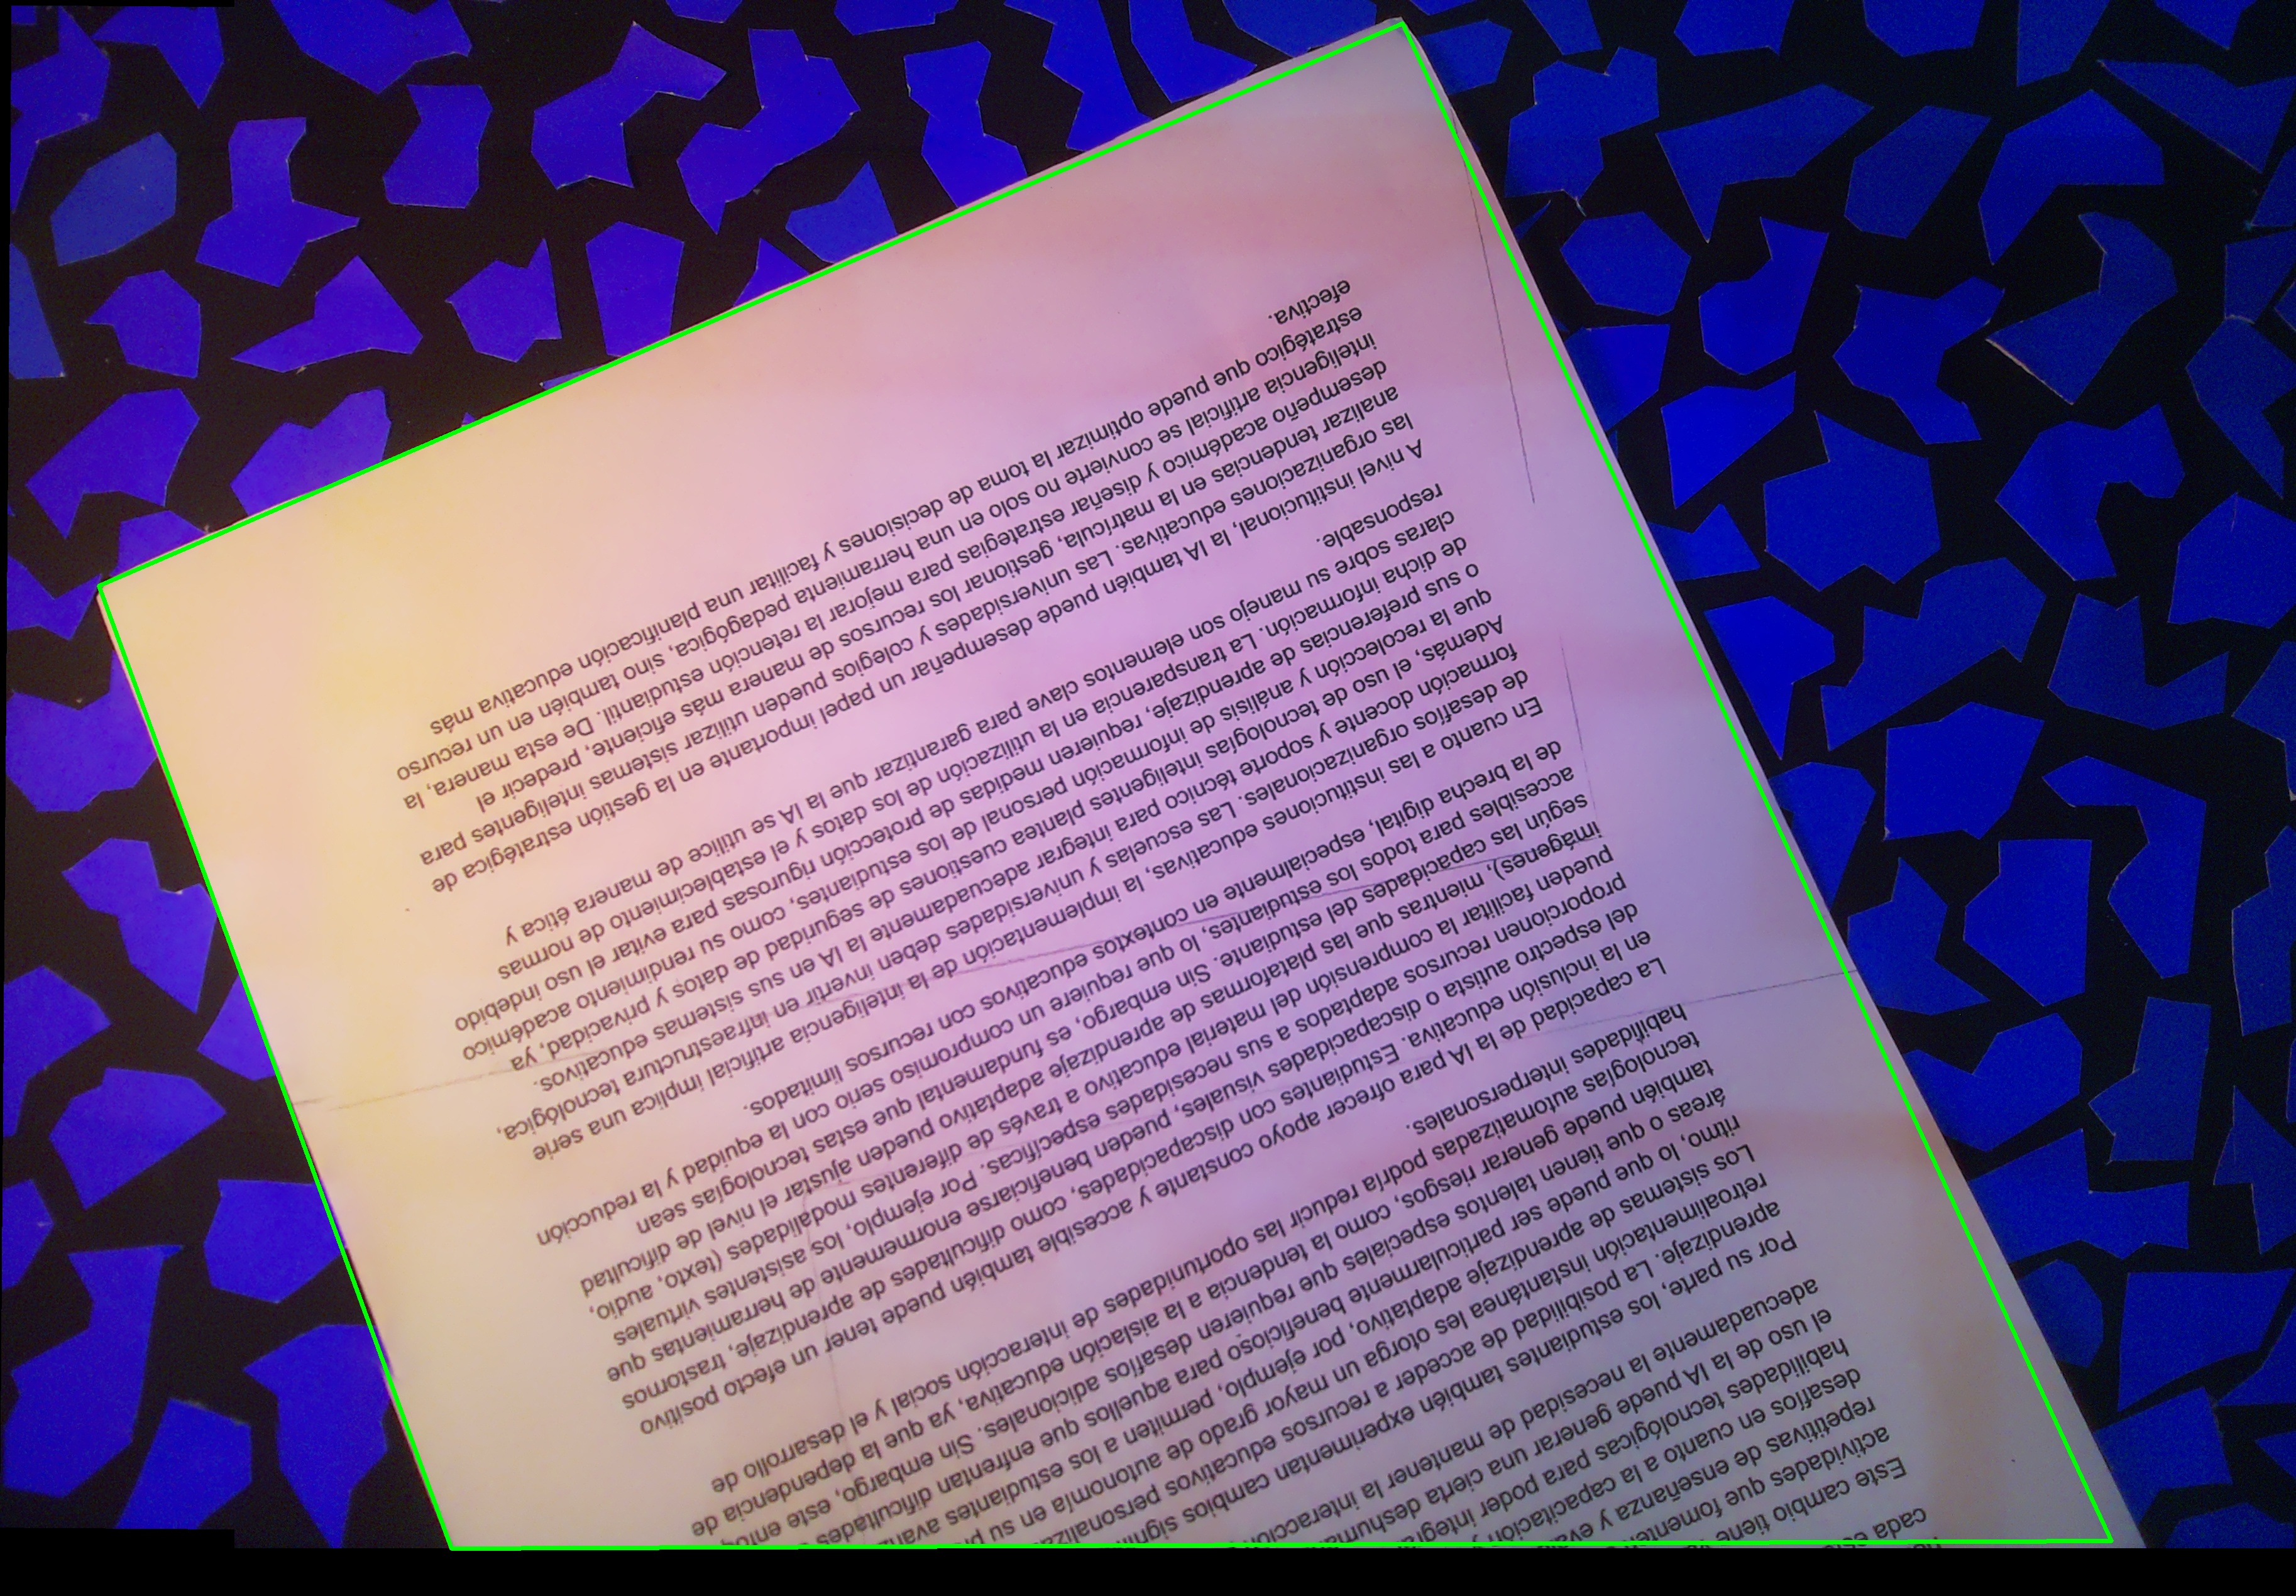 cada
Este cambio tiene
actividades que fomenten
repetitivas de enseñanza y
desafíos en cuanto a la capacitación
habilidades tecnológicas para poder
el uso de la IA puede generar una cierta
adecuadamente la necesidad de mantener la interacción
Por su parte, los estudiantes también experimentan cambios
aprendizaje. La posibilidad de acceder a recursos educativos
retroalimentación instantánea les otorga un mayor grado de autonomía en su
Los sistemas de aprendizaje adaptativo, por ejemplo, permiten a los estudiantes
ritmo, lo que puede ser particularmente beneficioso para aquellos que enfrentan dificultades
áreas o que tienen talentos especiales que requieren desafíos adicionales. Sin embargo, este
también puede generar riesgos, como la tendencia a la aislación educativa, ya que la dependencia de
tecnologías automatizadas podría reducir las oportunidades de interacción social y el desarrollo de
habilidades interpersonales.
La capacidad de la IA para ofrecer apoyo constante y accesible también puede tener un efecto positivo
en la inclusión educativa. Estudiantes con discapacidades, como dificultades de aprendizaje, trastornos
del espectro autista o discapacidades visuales, pueden beneficiarse enormemente de herramientas que
proporcionen recursos adaptados a sus necesidades específicas. Por ejemplo, los asistentes virtuales
pueden facilitar la comprensión del material educativo a través de diferentes modalidades (texto, audio,
imágenes), mientras que las plataformas de aprendizaje adaptativo pueden ajustar el nivel de dificultad
según las capacidades del estudiante. Sin embargo, es fundamental que estas tecnologías sean
accesibles para todos los estudiantes, lo que requiere un compromiso serio con la equidad y la reducción
de la brecha digital, especialmente en contextos educativos con recursos limitados.
En cuanto a las instituciones educativas, la implementación de la inteligencia artificial implica una serie
de desafíos organizacionales. Las escuelas y universidades deben invertir en infraestructura tecnológica,
formación docente y soporte técnico para integrar adecuadamente la IA en sus sistemas educativos.
Además, el uso de tecnologías inteligentes plantea cuestiones de seguridad de datos y privacidad, ya
que la recolección y análisis de información personal de los estudiantes, como su rendimiento académico
o sus preferencias de aprendizaje, requieren medidas de protección rigurosas para evitar el uso indebido
de dicha información. La transparencia en la utilización de los datos y el establecimiento de normas
claras sobre su manejo son elementos clave para garantizar que la IA se utilice de manera ética y
responsable.
A nivel institucional, la IA también puede desempeñar un papel importante en la gestión estratégica de
las organizaciones educativas. Las universidades y colegios pueden utilizar sistemas inteligentes para
analizar tendencias en la matrícula, gestionar los recursos de manera más eficiente, predecir el
desempeño académico y diseñar estrategias para mejorar la retención estudiantil. De esta manera, la
inteligencia artificial se convierte no solo en una herramienta pedagógica, sino también en un recurso
estratégico que puede optimizar la toma de decisiones y facilitar una planificación educativa más
efectiva.